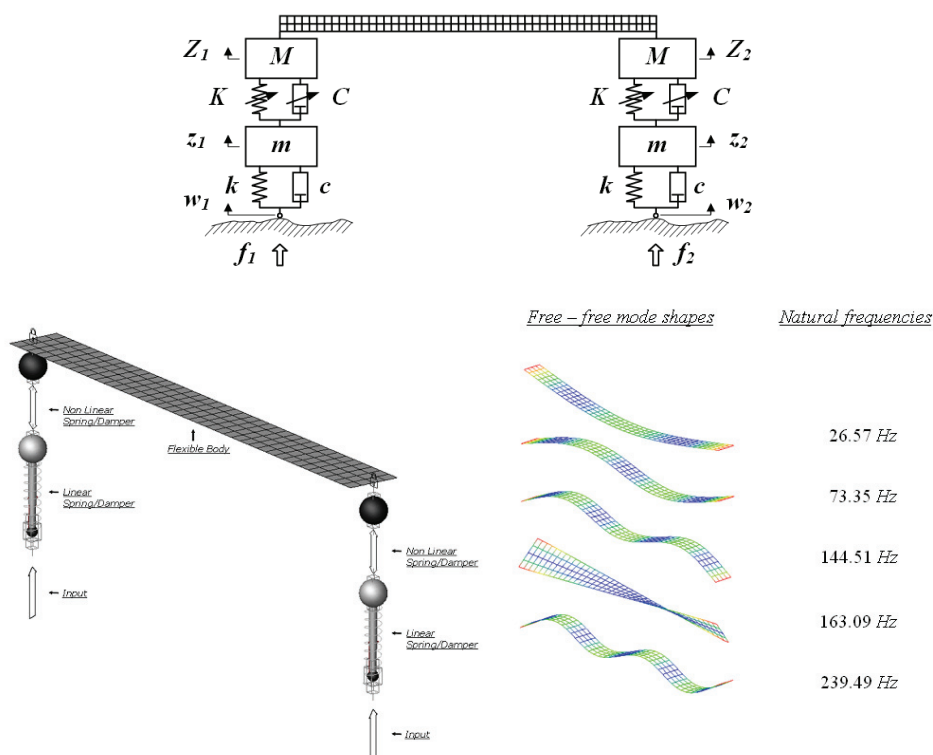 Z1 M M Z2
K C K C
z1 m m z2
k c k c
w1 w2
f1 f2
Free – free mode shapes Natural frequencies
Non Linear
Spring/Damper
Flexible Body
Linear
Spring/Damper
Input
Non Linear
Spring/Damper
Linear
Spring/Damper
Input
26.57 Hz
73.35 Hz
144.51 Hz
163.09 Hz
239.49 Hz